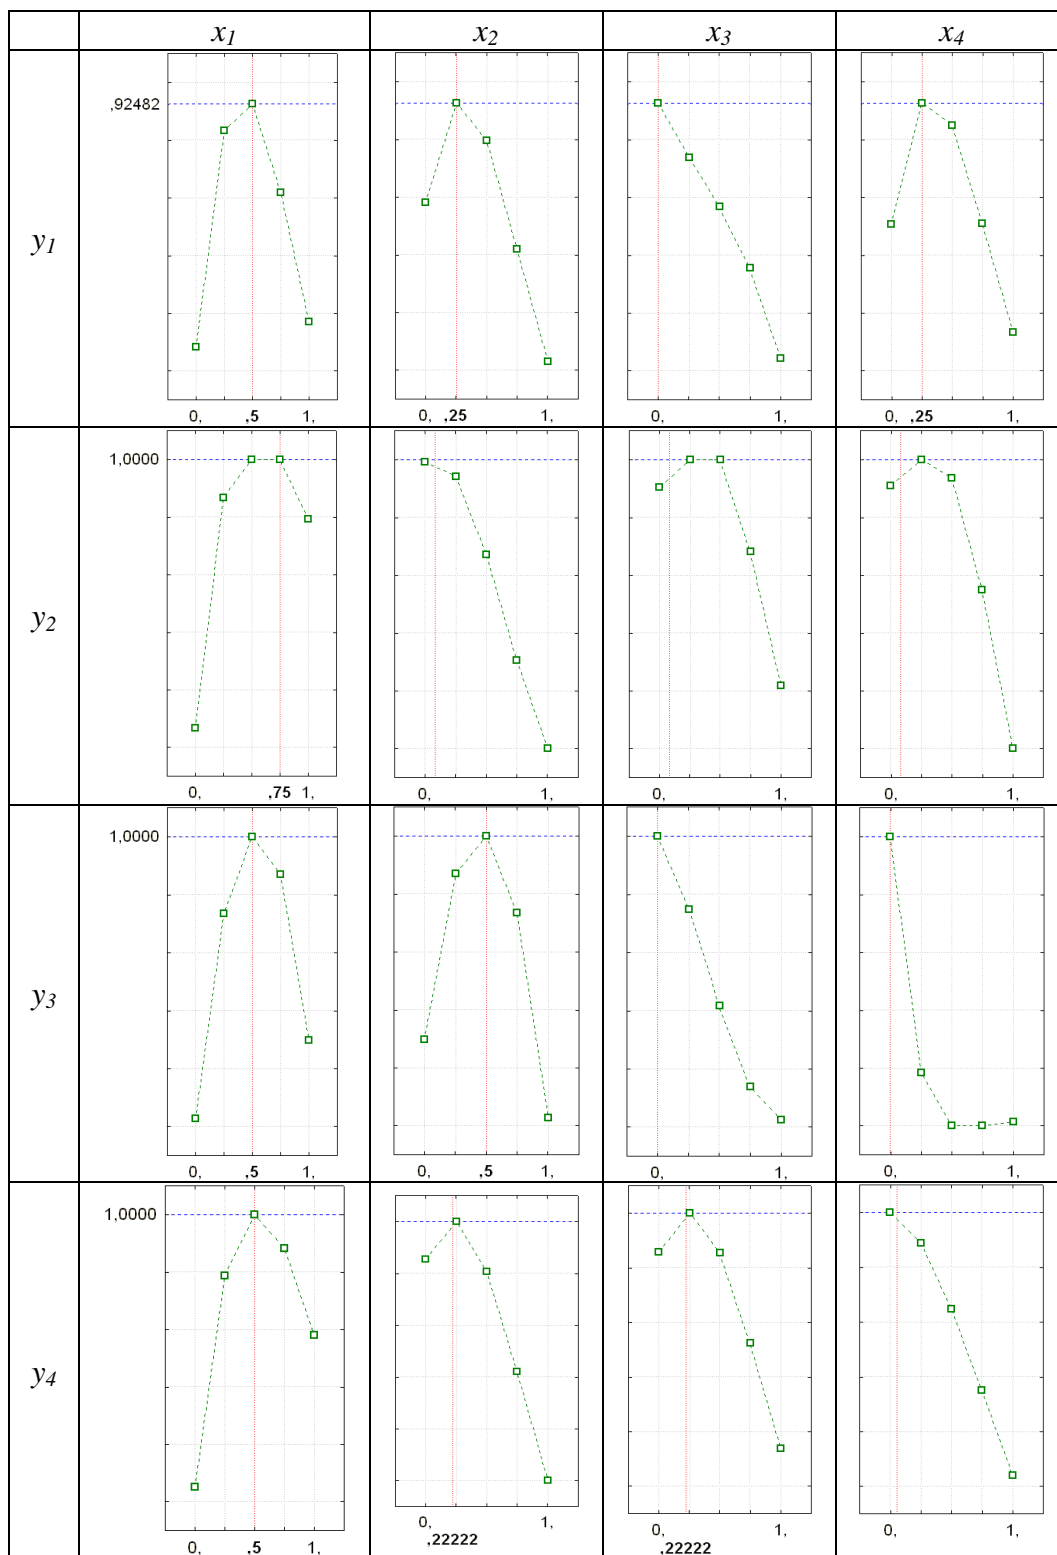 x1 x2 x3 x4
y1
,92482
0, ,5 1, 0, ,25 1, 0, 1, 0, ,25 1,
y2
1,0000
0, ,75 1, 0, 1, 0, 1, 0, 1,
y3
1,0000
0, ,5 1, 0, ,5 1, 0, 1, 0, 1,
y4
1,0000
0, ,5 1, 0, 1, 0, 1, 0, 1,
,22222 ,22222